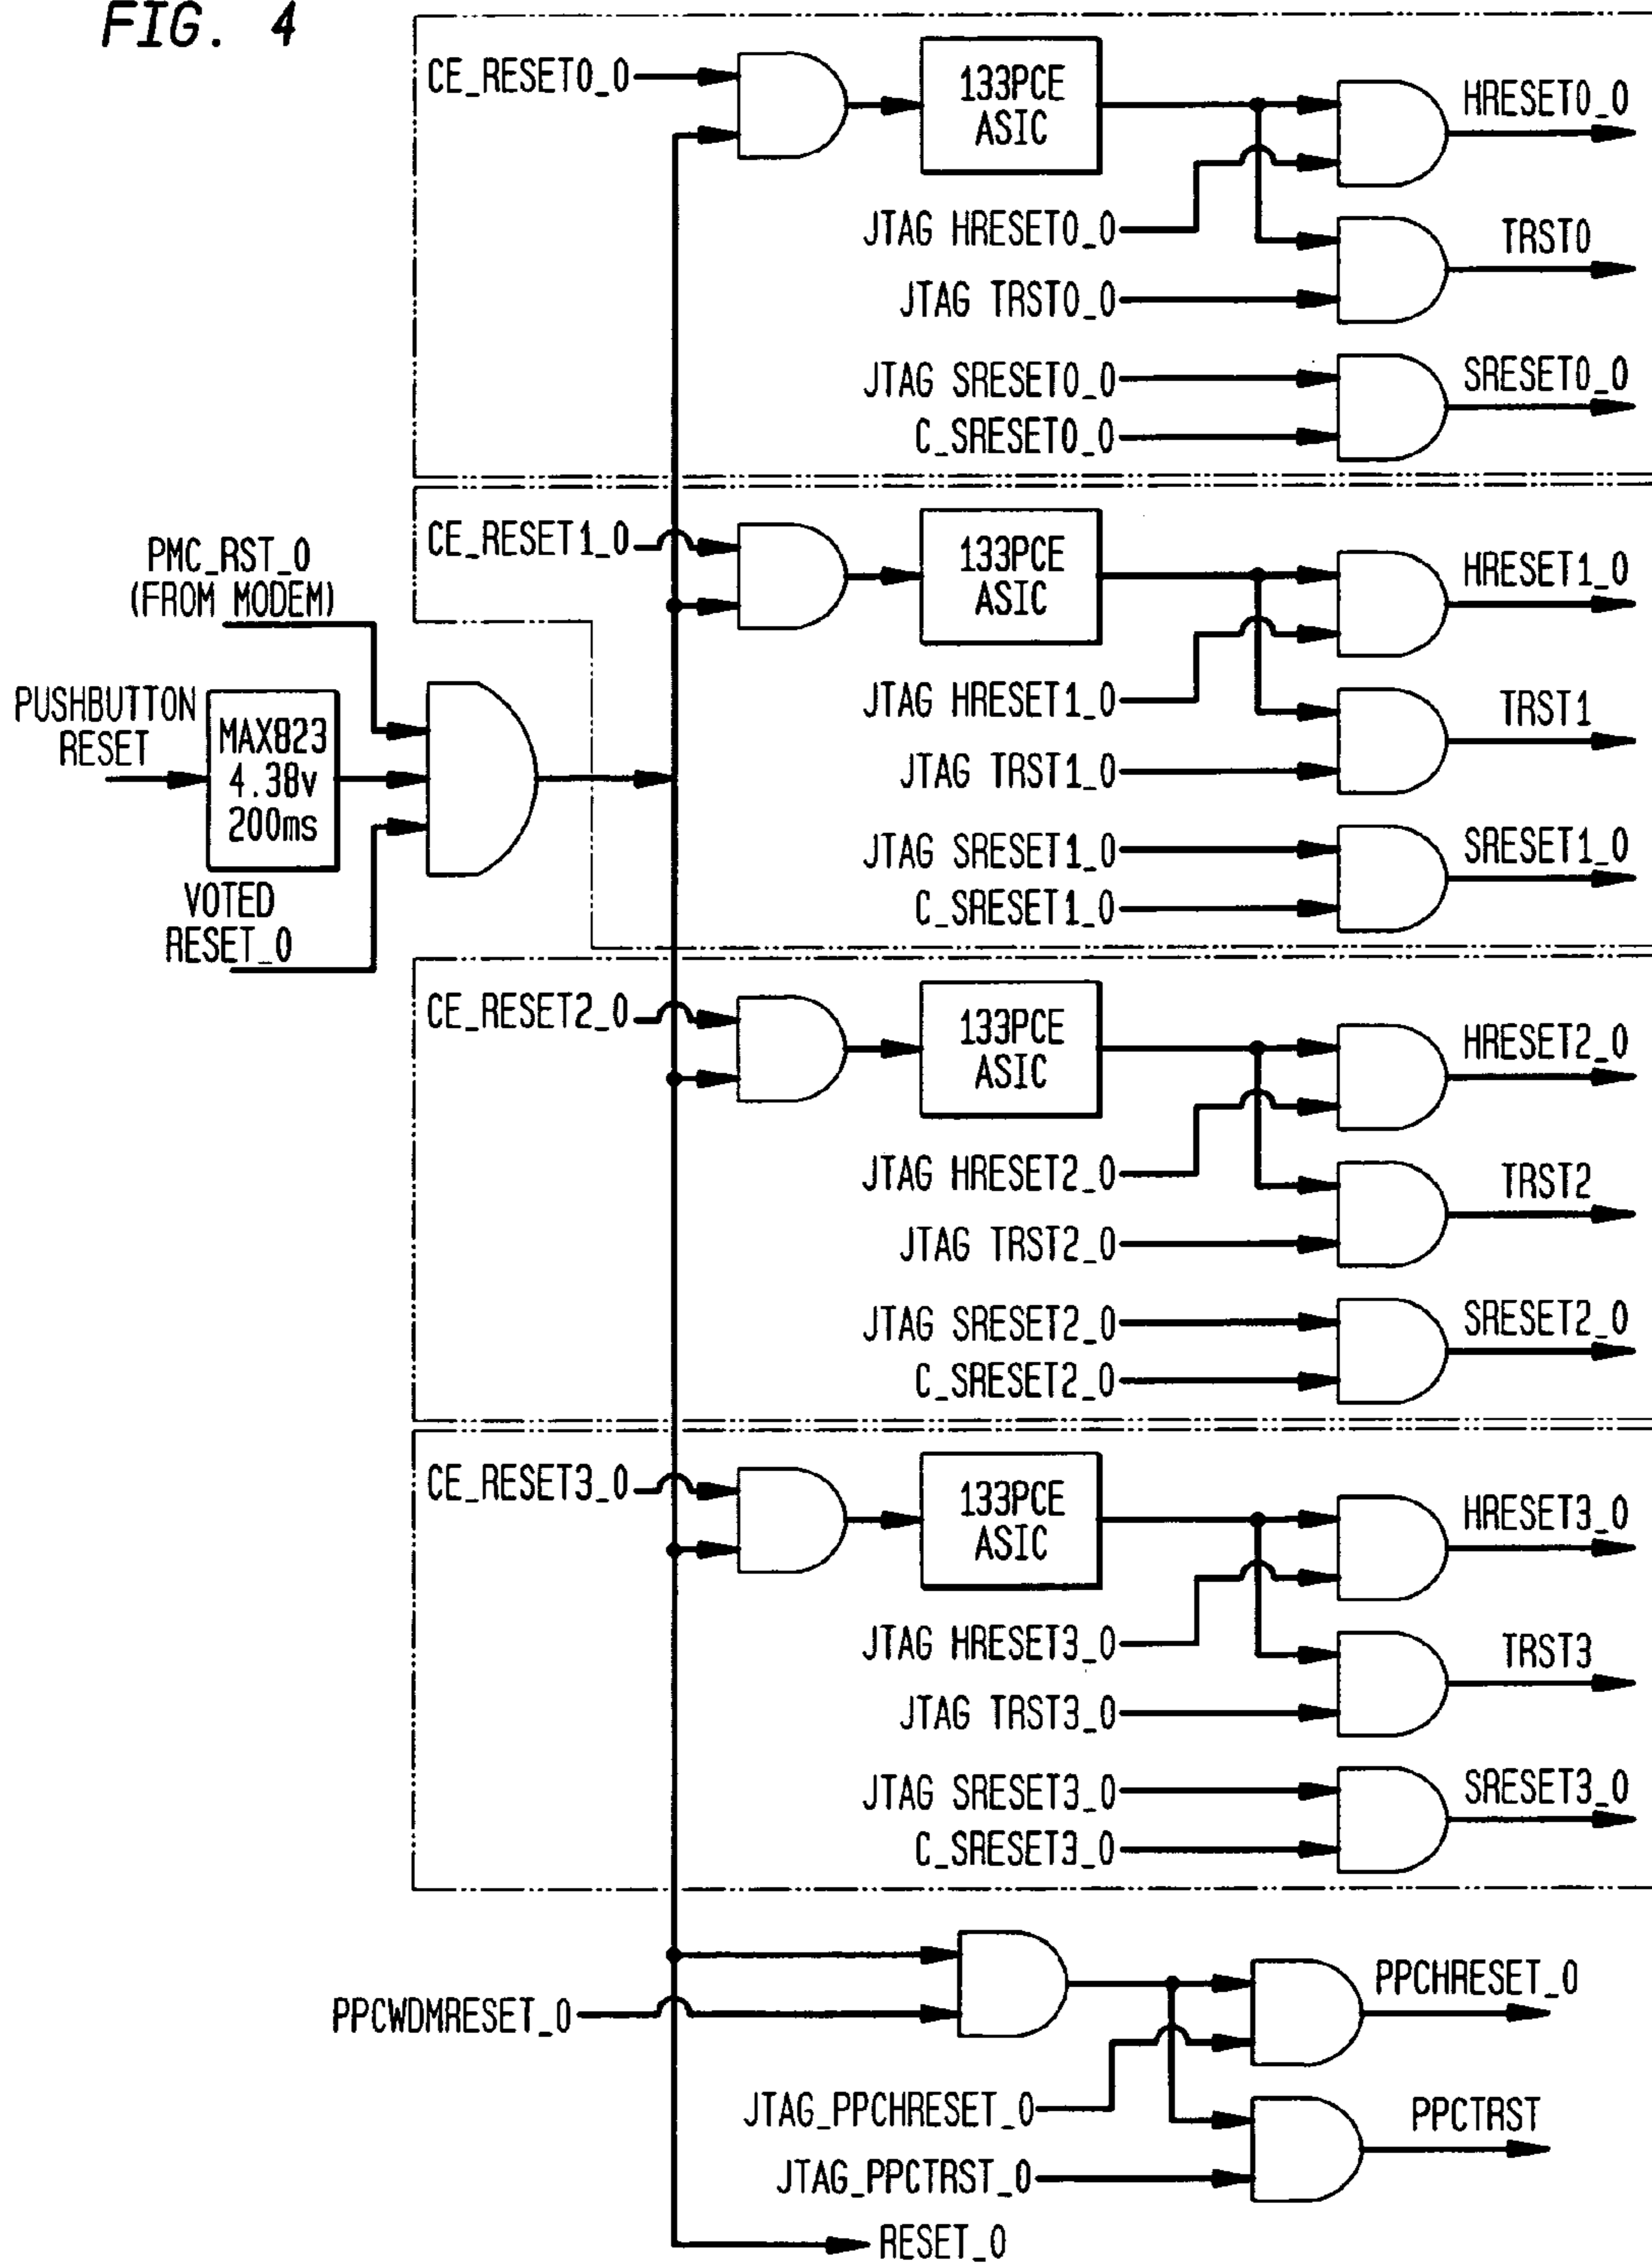 FIG. 4
CE_RESET0_0
133PCE
ASIC
HRESET0_0
JTAG HRESET0_0
TRST0
JTAG TRST0_0
JTAG SRESET0_0
SRESET0_0
C_SRESET0_0
CE_RESET1_0
133PCE
ASIC
HRESET1_0
PMC_RST_0
(FROM MODEM)
JTAG HRESET1_0
TRST1
PUSHBUTTON
RESET
MAX823
4.38v
200ms
JTAG TRST1_0
JTAG SRESET1_0
SRESET1_0
C_SRESET1_0
VOTED
RESET_0
CE_RESET2_0
133PCE
ASIC
HRESET2_0
JTAG HRESET2_0
TRST2
JTAG TRST2_0
JTAG SRESET2_0
SRESET2_0
C_SRESET2_0
CE_RESET3_0
133PCE
ASIC
HRESET3_0
JTAG HRESET3_0
TRST3
JTAG TRST3_0
JTAG SRESET3_0
SRESET3_0
C_SRESET3_0
PPCWDMRESET_0
PPCHRESET_0
JTAG_PPCHRESET_0
PPCTRST
JTAG_PPCTRST_0
RESET_0